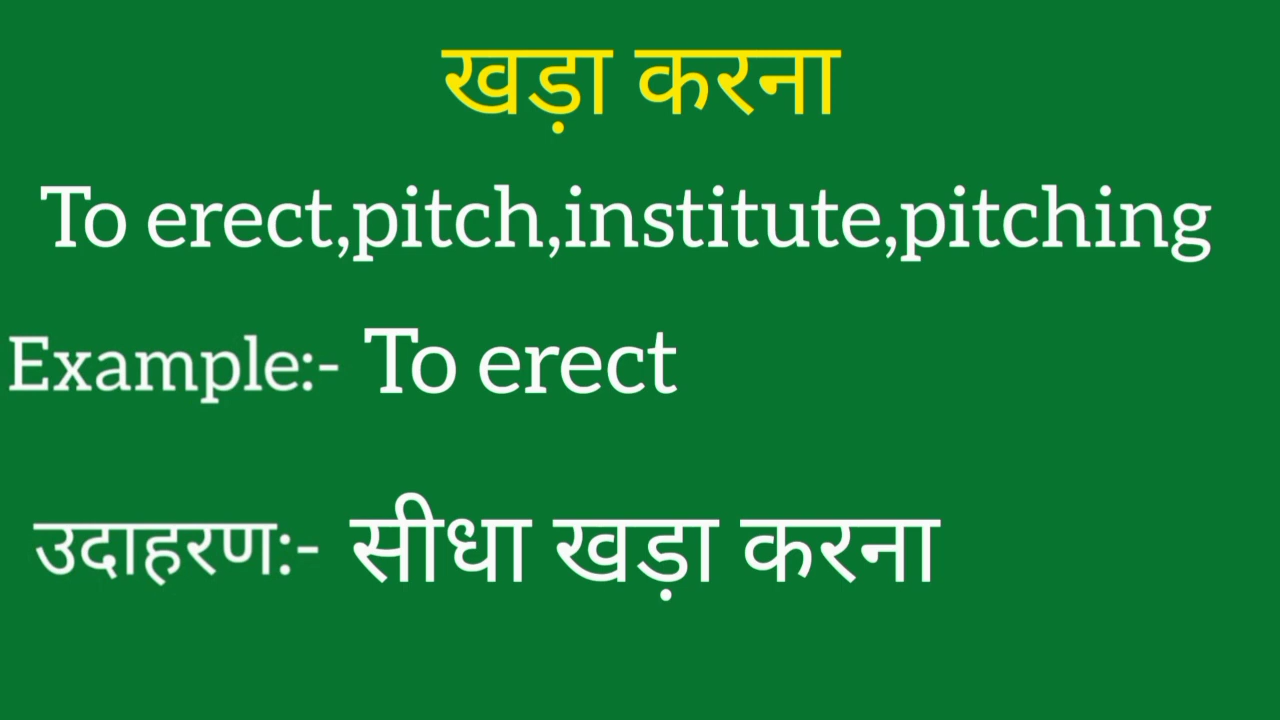 खड़ा करना
To erect,pitch,institute,pitching
Example:- To erect
उदाहरण:- सीधा खड़ा करना